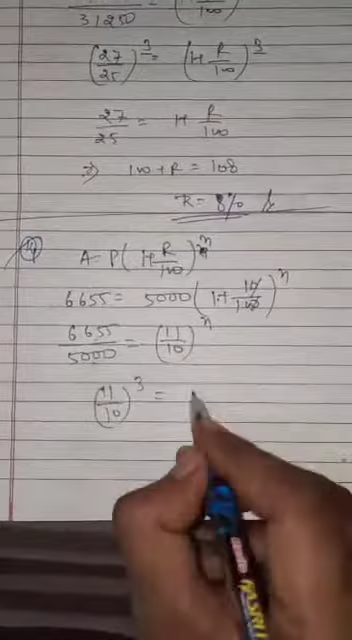 31250
(27/25)^3 = (1+ R/100)^3
27/25 = 1+ R/100
⇒ 100+R = 108
R = 8%
A = P(1+ R/100)^n
6655 = 5000(1+ 10/100)^n
6655/5000 = (11/10)^n
(11/10)^3 =